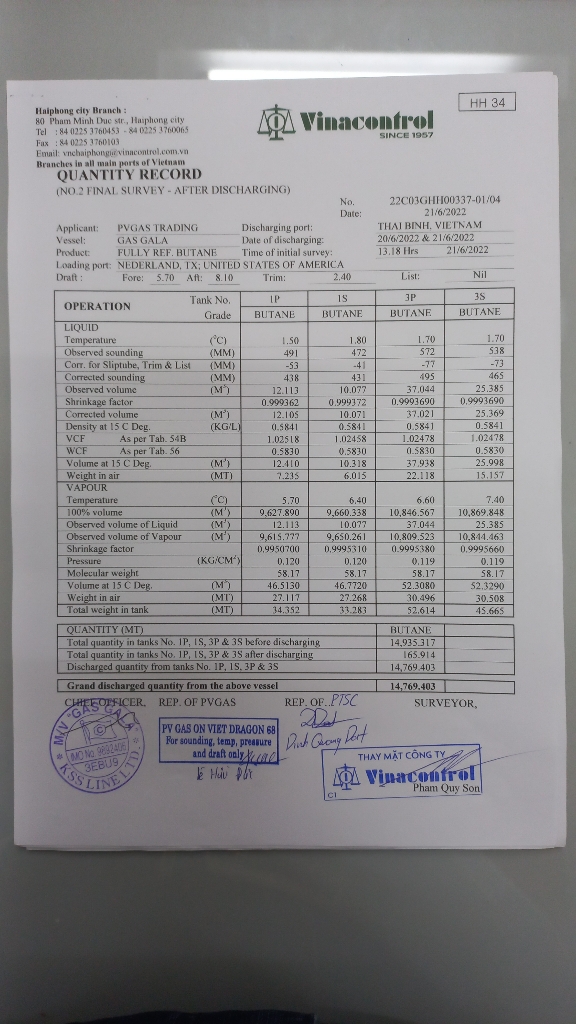 HH 34
Haiphong city Branch :
80 Pham Minh Duc str., Haiphong city
Tel : 84 0225 3760453 - 84 0225 3760065
Fax : 84 0225 3760103
Email: vnchaiphong@vinacontrol.com.vn
Branches in all main ports of Vietnam
Vinacontrol
SINCE 1957
QUANTITY RECORD
(NO.2 FINAL SURVEY - AFTER DISCHARGING)
No. 22C03GHH00337-01/04
Date: 21/6/2022
Applicant: PVGAS TRADING Discharging port: THAI BINH, VIETNAM
Vessel: GAS GALA Date of discharging: 20/6/2022 & 21/6/2022
Product: FULLY REF. BUTANE Time of initial survey: 13.18 Hrs 21/6/2022
Loading port: NEDERLAND, TX; UNITED STATES OF AMERICA
Draft : Fore: 5.70 Aft: 8.10 Trim: 2.40 List: Nil
OPERATION Tank No. 1P 1S 3P 3S
Grade BUTANE BUTANE BUTANE BUTANE
LIQUID
Temperature (°C) 1.50 1.80 1.70 1.70
Observed sounding (MM) 491 472 572 538
Corr. for Sliptube, Trim & List (MM) -53 -41 -77 -73
Corrected sounding (MM) 438 431 495 465
Observed volume (M³) 12.113 10.077 37.044 25.385
Shrinkage factor 0.999362 0.999372 0.9993690 0.9993690
Corrected volume (M³) 12.105 10.071 37.021 25.369
Density at 15 C Deg. (KG/L) 0.5841 0.5841 0.5841 0.5841
VCF As per Tab. 54B 1.02518 1.02458 1.02478 1.02478
WCF As per Tab. 56 0.5830 0.5830 0.5830 0.5830
Volume at 15 C Deg. (M³) 12.410 10.318 37.938 25.998
Weight in air (MT) 7.235 6.015 22.118 15.157
VAPOUR
Temperature (°C) 5.70 6.40 6.60 7.40
100% volume (M³) 9,627.890 9,660.338 10,846.567 10,869.848
Observed volume of Liquid (M³) 12.113 10.077 37.044 25.385
Observed volume of Vapour (M³) 9,615.777 9,650.261 10,809.523 10,844.463
Shrinkage factor 0.9950700 0.9995310 0.9995380 0.9995660
Pressure (KG/CM²) 0.120 0.120 0.119 0.119
Molecular weight 58.17 58.17 58.17 58.17
Volume at 15 C Deg. (M³) 46.5130 46.7720 52.3080 52.3290
Weight in air (MT) 27.117 27.268 30.496 30.508
Total weight in tank (MT) 34.352 33.283 52.614 45.665
QUANTITY (MT) BUTANE
Total quantity in tanks No. 1P, 1S, 3P & 3S before discharging 14,935.317
Total quantity in tanks No. 1P, 1S, 3P & 3S after discharging 165.914
Discharged quantity from tanks No. 1P, 1S, 3P & 3S 14,769.403
Grand discharged quantity from the above vessel 14,769.403
CHIEF OFFICER, REP. OF PVGAS REP. OF PTSC SURVEYOR,
M/V "GAS GALA"
3EBU9
KSS LINE LTD.
PV GAS ON VIET DRAGON 68
For sounding, temp, pressure
and draft only
Dinh Quang Dat
THAY MẶT CÔNG TY
Vinacontrol
Pham Quy Son
C1